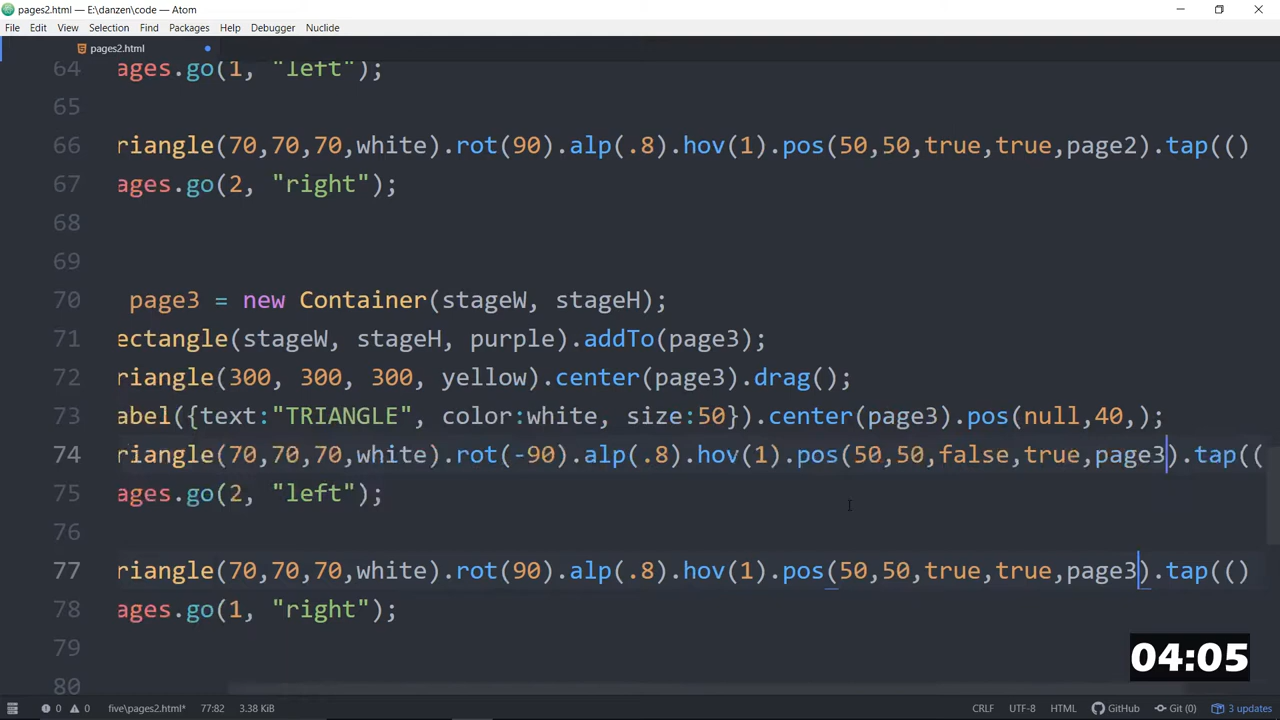 pages2.html — E:\danzen\code — Atom
File Edit View Selection Find Packages Help Debugger Nuclide
pages2.html
64 ages.go(1, "left");
65
66 riangle(70,70,70,white).rot(90).alp(.8).hov(1).pos(50,50,true,true,page2).tap(()
67 ages.go(2, "right");
68
69
70 page3 = new Container(stageW, stageH);
71 ectangle(stageW, stageH, purple).addTo(page3);
72 riangle(300, 300, 300, yellow).center(page3).drag();
73 abel({text:"TRIANGLE", color:white, size:50}).center(page3).pos(null,40,);
74 riangle(70,70,70,white).rot(-90).alp(.8).hov(1).pos(50,50,false,true,page3).tap((
75 ages.go(2, "left");
76
77 riangle(70,70,70,white).rot(90).alp(.8).hov(1).pos(50,50,true,true,page3).tap(()
78 ages.go(1, "right");
79
80
04:05
0 0 five\pages2.html* 77:82 3.38 KiB CRLF UTF-8 HTML GitHub Git (0) 3 updates